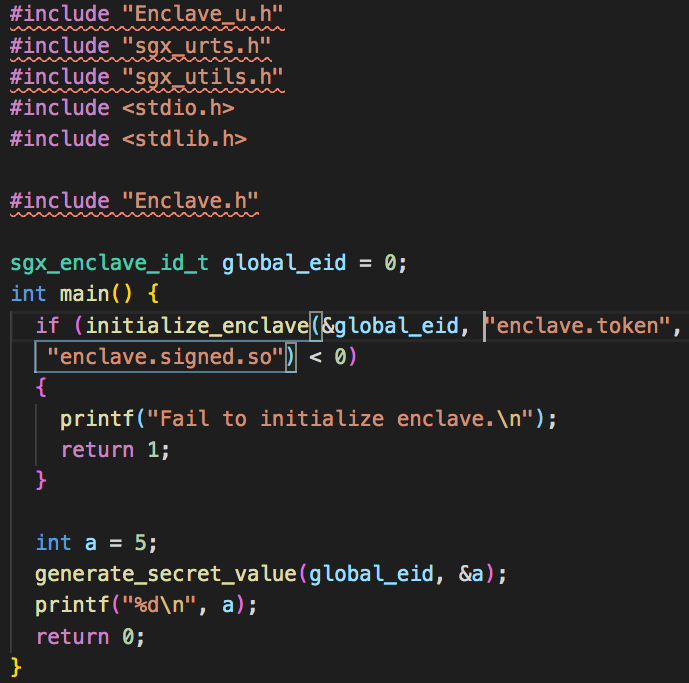 #include "Enclave_u.h"
#include "sgx_urts.h"
#include "sgx_utils.h"
#include <stdio.h>
#include <stdlib.h>
#include "Enclave.h"
sgx_enclave_id_t global_eid = 0;
int main() {
if (initialize_enclave(&global_eid, "enclave.token",
"enclave.signed.so") < 0)
{
printf("Fail to initialize enclave.\n");
return 1;
}
int a = 5;
generate_secret_value(global_eid, &a);
printf("%d\n", a);
return 0;
}